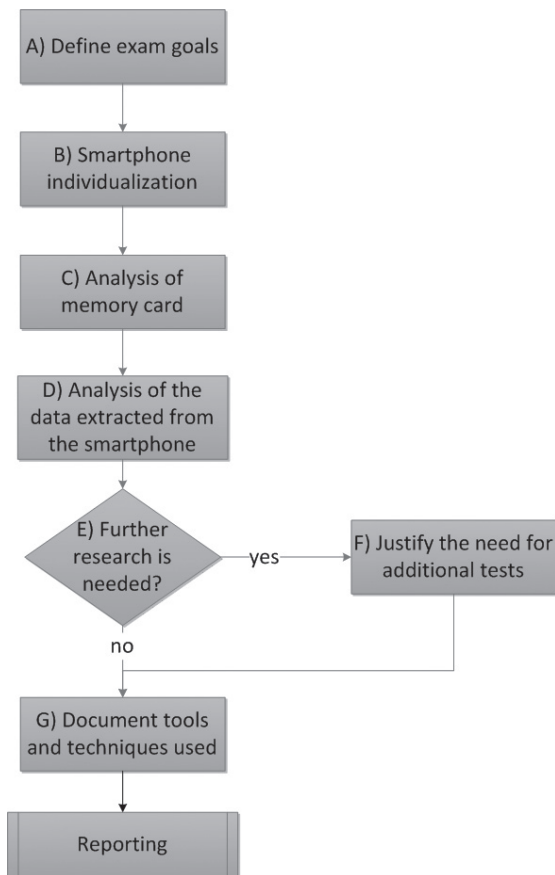 A) Define exam goals
B) Smartphone
individualization
C) Analysis of
memory card
D) Analysis of the
data extracted from
the smartphone
E) Further
research is
needed?
yes
F) Justify the need for
additional tests
no
G) Document tools
and techniques used
Reporting